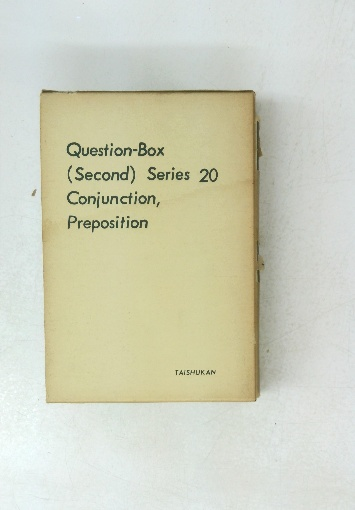 Question-Box
(Second) Series 20
Conjunction,
Preposition
TAISHUKAN